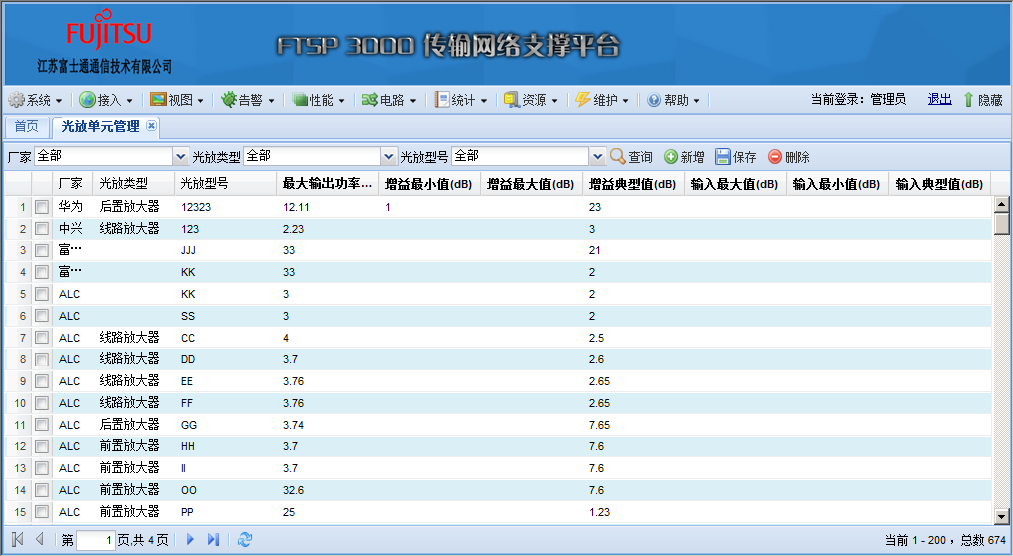 FUJITSU
江苏富士通通信技术有限公司
FTSP 3000 传输网络支撑平台
系统 接入 视图 告警 性能 电路 统计 资源 维护 帮助 当前登录：管理员 退出 隐藏
首页 光放单元管理
厂家 全部 光放类型 全部 光放型号 全部 查询 新增 保存 删除
厂家 光放类型 光放型号 最大输出功率... 增益最小值(dB) 增益最大值(dB) 增益典型值(dB) 输入最大值(dB) 输入最小值(dB) 输入典型值(dB)
1 华为 后置放大器 12323 12.11 1 23
2 中兴 线路放大器 123 2.23 3
3 富… JJJ 33 21
4 富… KK 33 2
5 ALC KK 3 2
6 ALC SS 3 2
7 ALC 线路放大器 CC 4 2.5
8 ALC 线路放大器 DD 3.7 2.6
9 ALC 线路放大器 EE 3.76 2.65
10 ALC 线路放大器 FF 3.76 2.65
11 ALC 后置放大器 GG 3.74 7.65
12 ALC 前置放大器 HH 3.7 7.6
13 ALC 前置放大器 II 3.7 7.6
14 ALC 前置放大器 OO 32.6 7.6
15 ALC 前置放大器 PP 25 1.23
第 1 页,共 4 页 当前 1 - 200 ，总数 674